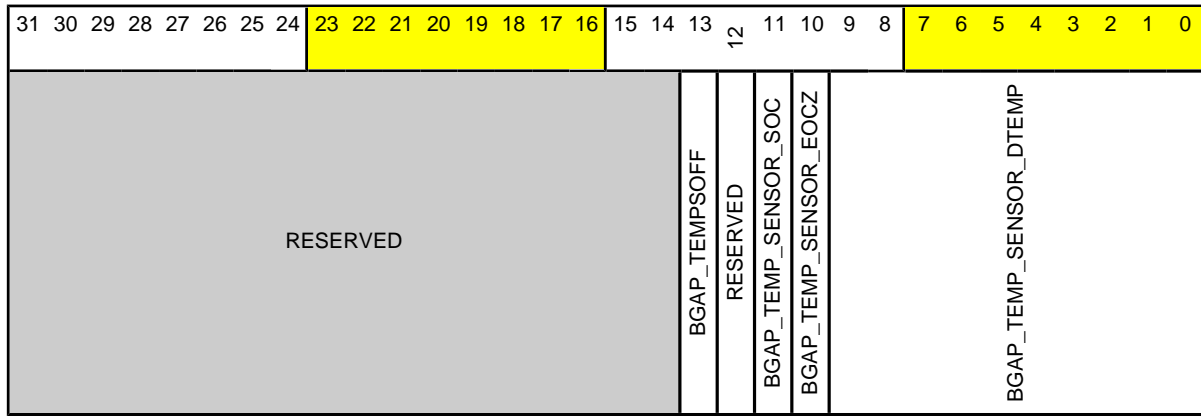 31 30 29 28 27 26 25 24 23 22 21 20 19 18 17 16 15 14 13 12 11 10 9 8 7 6 5 4 3 2 1 0
RESERVED
BGAP_TEMPSOFF
RESERVED
BGAP_TEMP_SENSOR_SOC
BGAP_TEMP_SENSOR_EOCZ
BGAP_TEMP_SENSOR_DTEMP